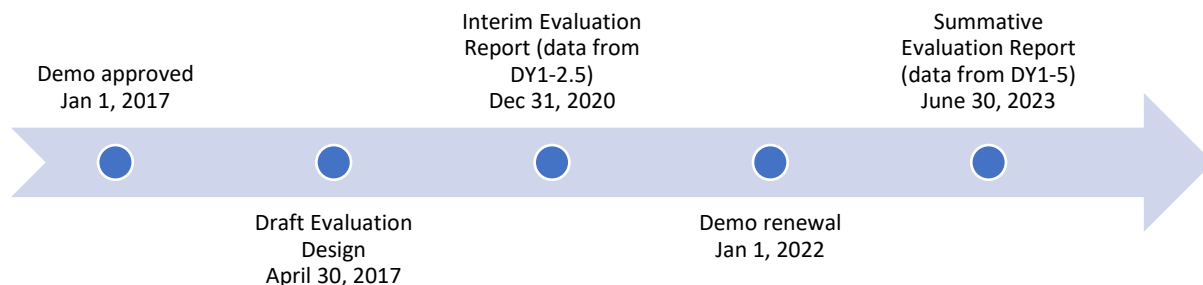 Demo approved
Jan 1, 2017
Draft Evaluation
Design
April 30, 2017
Interim Evaluation
Report (data from
DY1-2.5)
Dec 31, 2020
Demo renewal
Jan 1, 2022
Summative
Evaluation Report
(data from DY1-5)
June 30, 2023